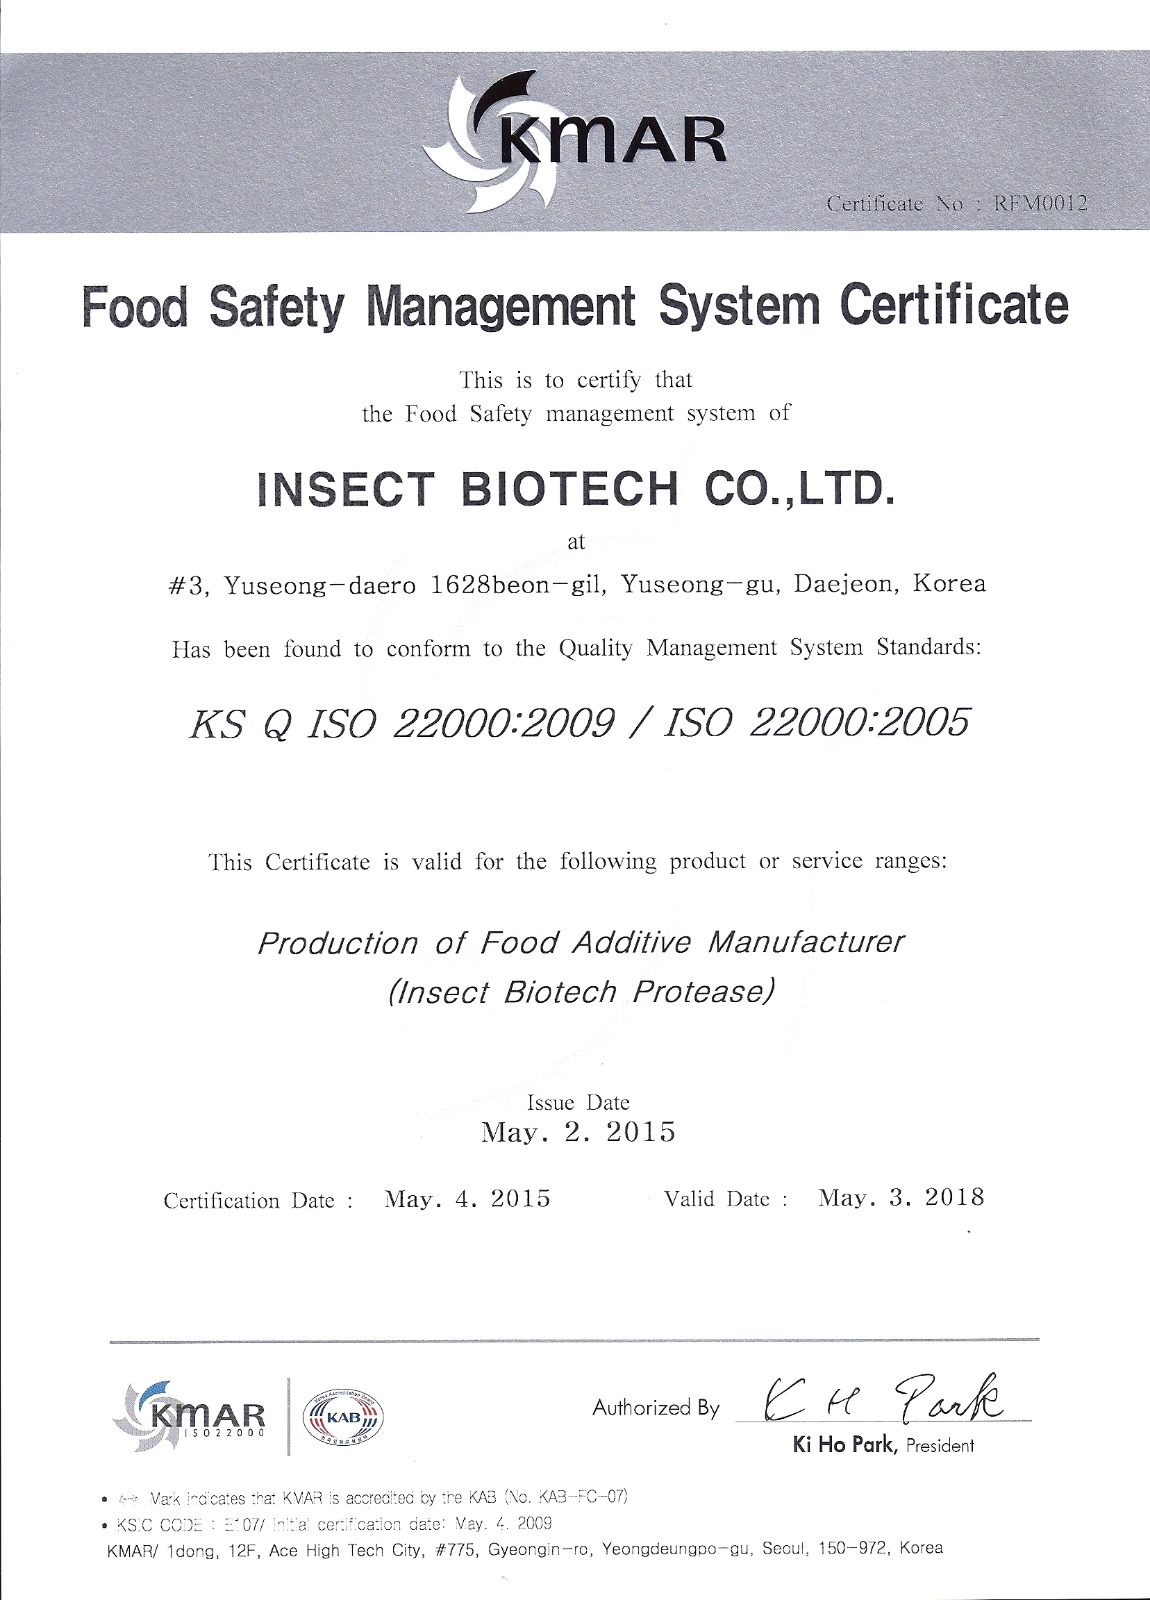 KMAR
Certificate No : RFM0012
Food Safety Management System Certificate
This is to certify that
the Food Safety management system of
INSECT BIOTECH CO.,LTD.
at
#3, Yuseong-daero 1628beon-gil, Yuseong-gu, Daejeon, Korea
Has been found to conform to the Quality Management System Standards:
KS Q ISO 22000:2009 / ISO 22000:2005
This Certificate is valid for the following product or service ranges:
Production of Food Additive Manufacturer
(Insect Biotech Protease)
Issue Date
May. 2. 2015
Certification Date : May. 4. 2015 Valid Date : May. 3. 2018
KMAR
ISO22000
KAB
Authorized By K H Park
Ki Ho Park, President
• Mark indicates that KMAR is accredited by the KAB (No. KAB-FC-07)
• KSIC CODE : initial certification date: May. 4. 2009
KMAR/ 1dong, 12F, Ace High Tech City, #775, Gyeongin-ro, Yeongdeungpo-gu, Seoul, 150-972, Korea